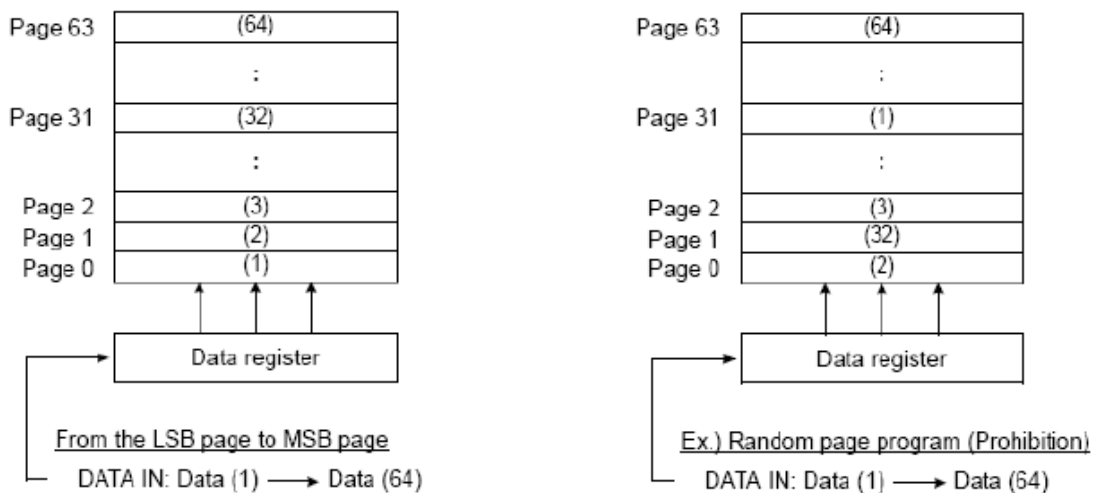 Page 63
(64)
:
Page 31
(32)
:
Page 2
(3)
Page 1
(2)
Page 0
(1)
Data register
From the LSB page to MSB page
DATA IN: Data (1) → Data (64)
Page 63
(64)
:
Page 31
(1)
:
Page 2
(3)
Page 1
(32)
Page 0
(2)
Data register
Ex.) Random page program (Prohibition)
DATA IN: Data (1) → Data (64)